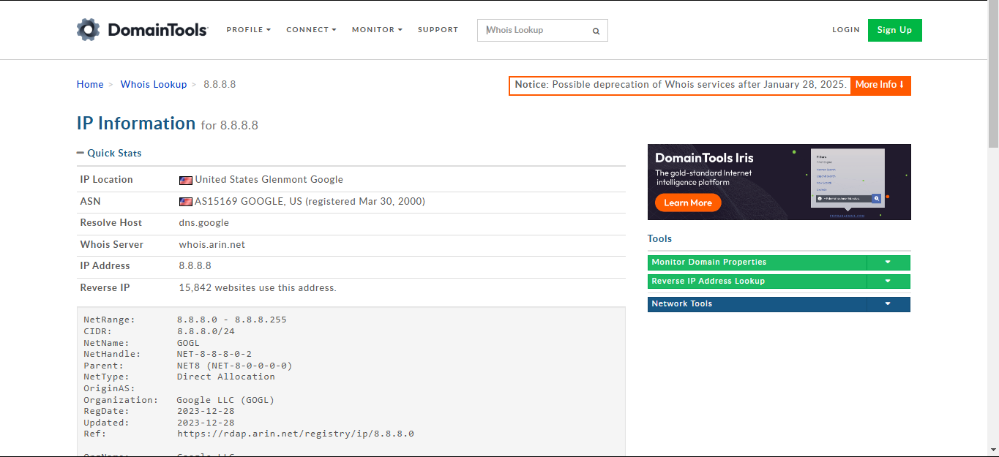 DomainTools PROFILE CONNECT MONITOR SUPPORT Whois Lookup LOGIN Sign Up
Home > Whois Lookup > 8.8.8.8
Notice: Possible deprecation of Whois services after January 28, 2025. More Info ⬇
IP Information for 8.8.8.8
Quick Stats
IP Location United States Glenmont Google
ASN AS15169 GOOGLE, US (registered Mar 30, 2000)
Resolve Host dns.google
Whois Server whois.arin.net
IP Address 8.8.8.8
Reverse IP 15,842 websites use this address.
NetRange: 8.8.8.0 - 8.8.8.255
CIDR: 8.8.8.0/24
NetName: GOGL
NetHandle: NET-8-8-8-0-2
Parent: NET8 (NET-8-0-0-0-0)
NetType: Direct Allocation
OriginAS:
Organization: Google LLC (GOGL)
RegDate: 2023-12-28
Updated: 2023-12-28
Ref: https://rdap.arin.net/registry/ip/8.8.8.0
DomainTools Iris
The gold-standard Internet
intelligence platform
Learn More
Filters
Tools
Monitor Domain Properties
Reverse IP Address Lookup
Network Tools